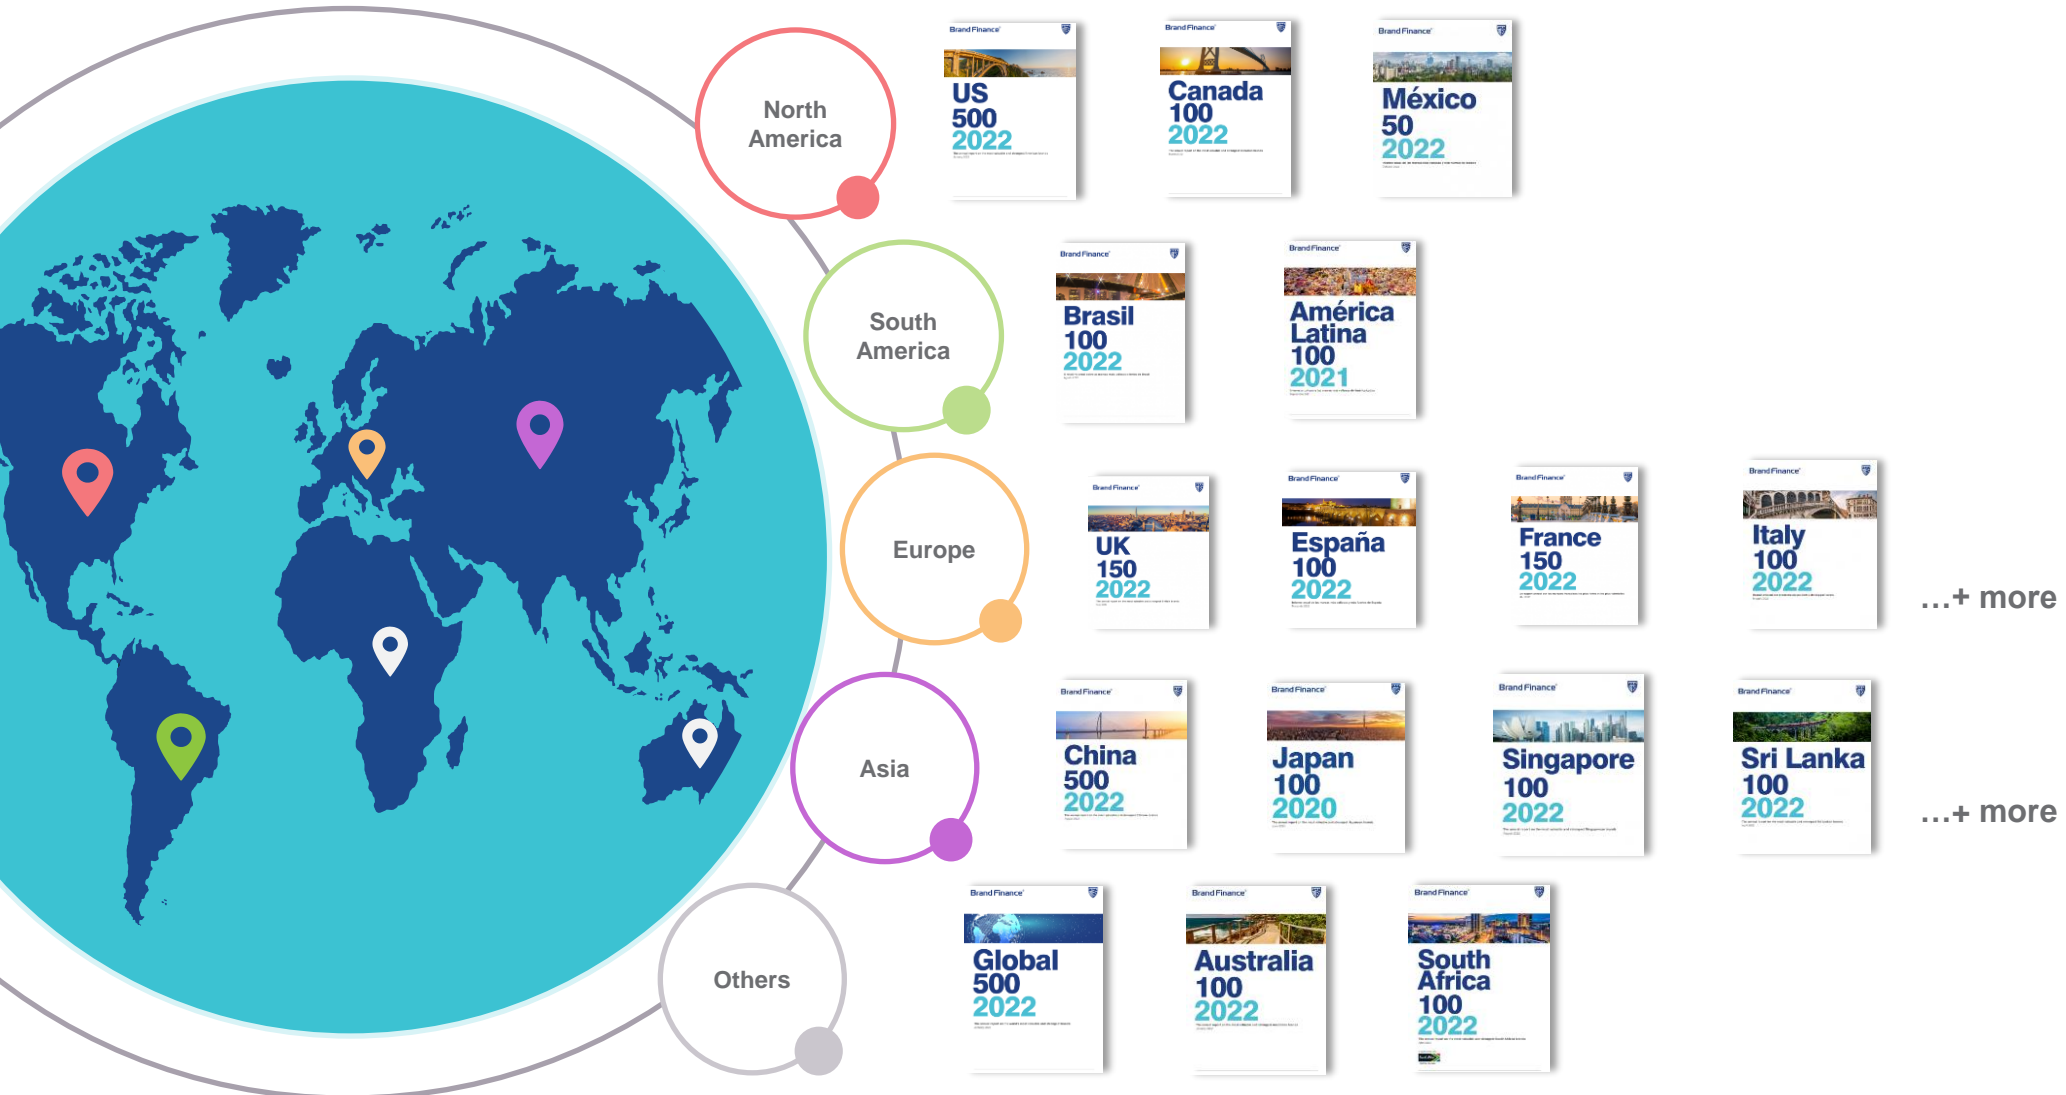 North
America
Brand Finance®
US
500
2022
Brand Finance®
Canada
100
2022
Brand Finance®
México
50
2022
South
America
Brand Finance®
Brasil
100
2022
Brand Finance®
América
Latina
100
2021
Europe
Brand Finance®
UK
150
2022
Brand Finance®
España
100
2022
Brand Finance®
France
150
2022
Brand Finance®
Italy
100
2022
...+ more
Asia
Brand Finance®
China
500
2022
Brand Finance®
Japan
100
2020
Brand Finance®
Singapore
100
2022
Brand Finance®
Sri Lanka
100
2022
...+ more
Others
Brand Finance®
Global
500
2022
Brand Finance®
Australia
100
2022
Brand Finance®
South
Africa
100
2022